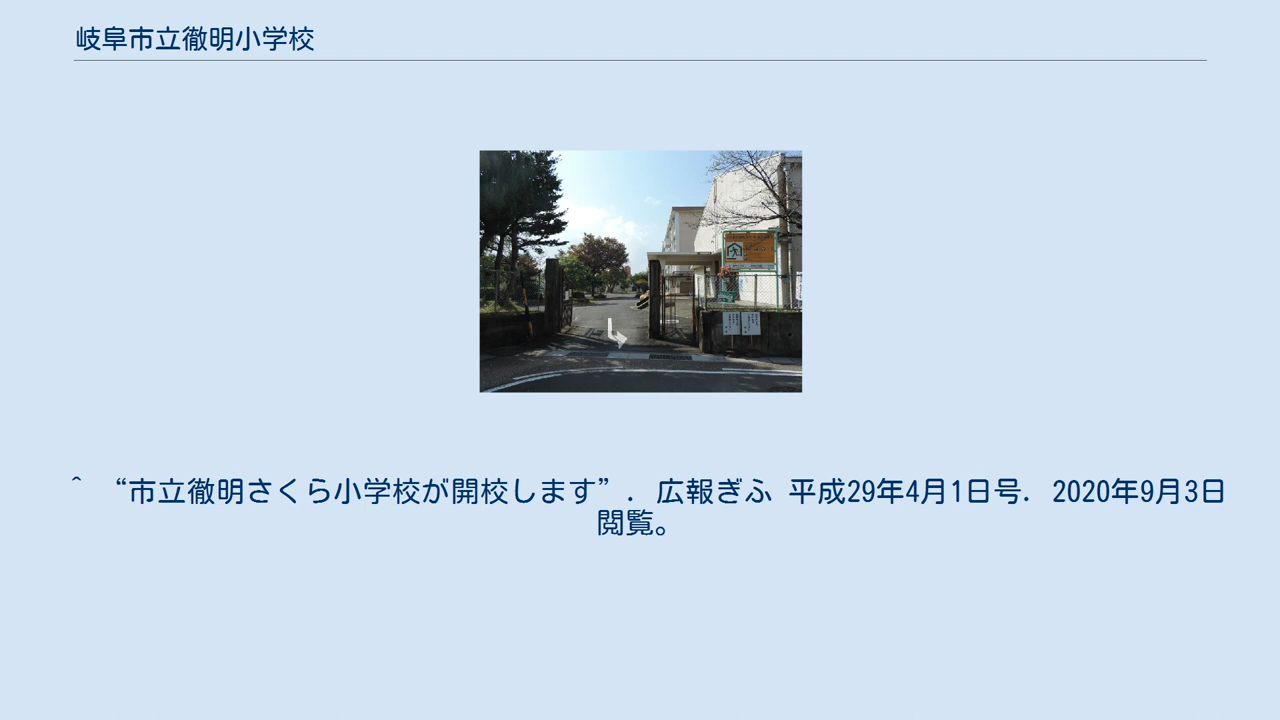 岐阜市立徹明小学校
^ “市立徹明さくら小学校が開校します”. 広報ぎふ 平成29年4月1日号. 2020年9月3日
閲覧。